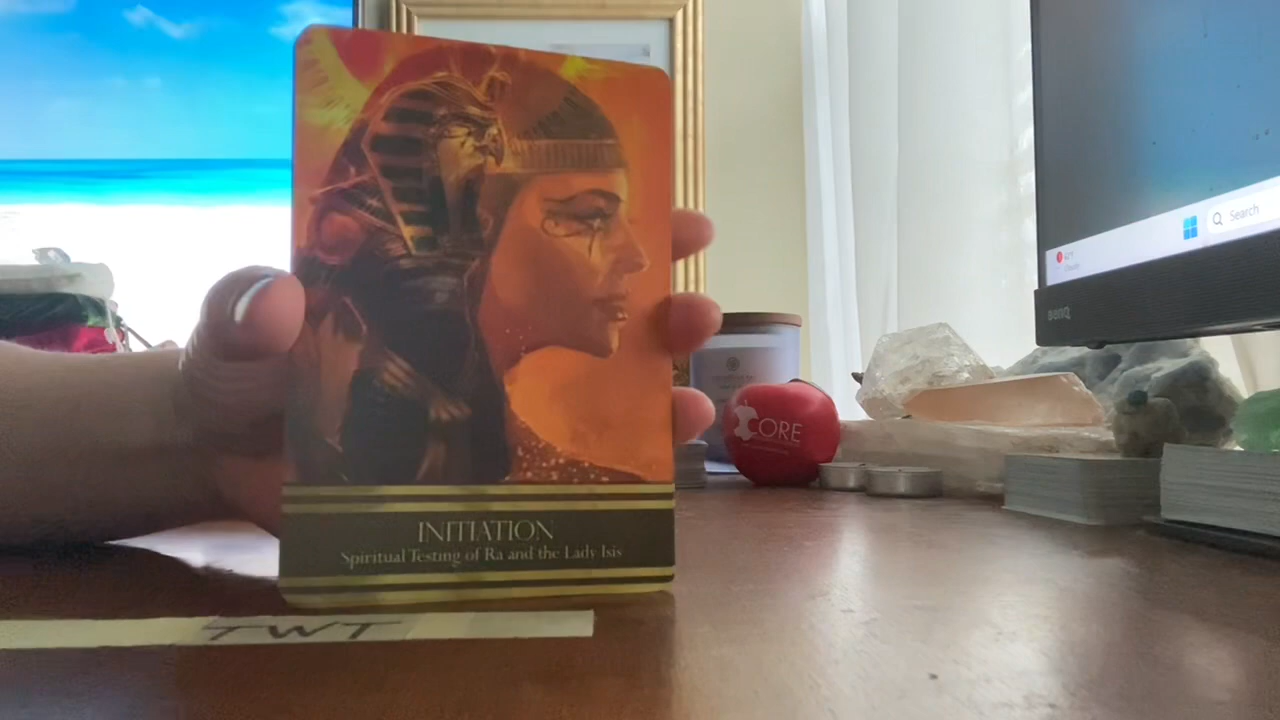 INITIATION
Spiritual Testing of Ra and the Lady Isis
TWT
CORE
Search
BenQ